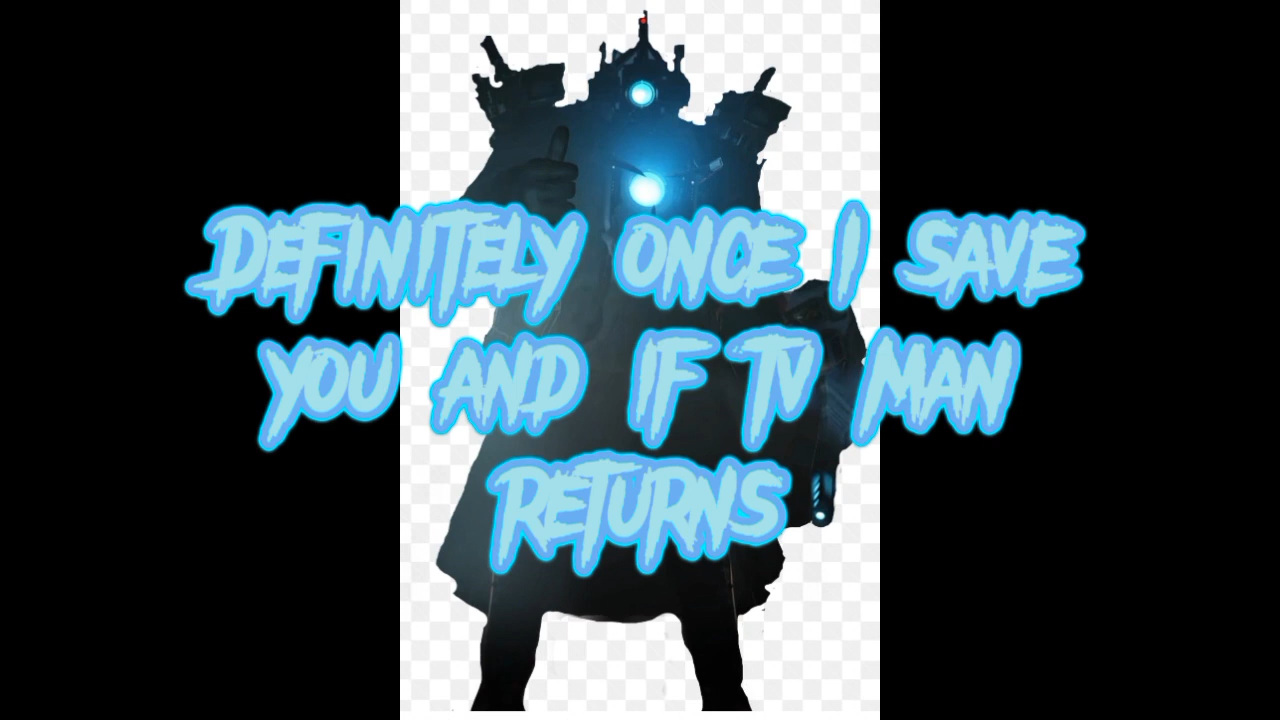 DEFINITELY ONCE I SAVE
YOU AND IF TV MAN
RETURNS